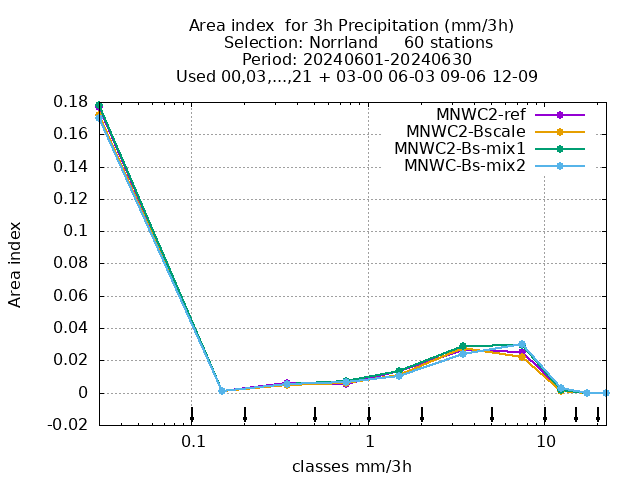 Area index  for 3h Precipitation (mm/3h)
Selection: Norrland     60 stations
Period: 20240601-20240630
Used 00,03,...,21 + 03-00 06-03 09-06 12-09
MNWC2-ref
MNWC2-Bscale
MNWC2-Bs-mix1
MNWC-Bs-mix2
0.18
0.16
0.14
0.12
0.1
0.08
0.06
0.04
0.02
0
-0.02
Area index
0.1 1 10
classes mm/3h